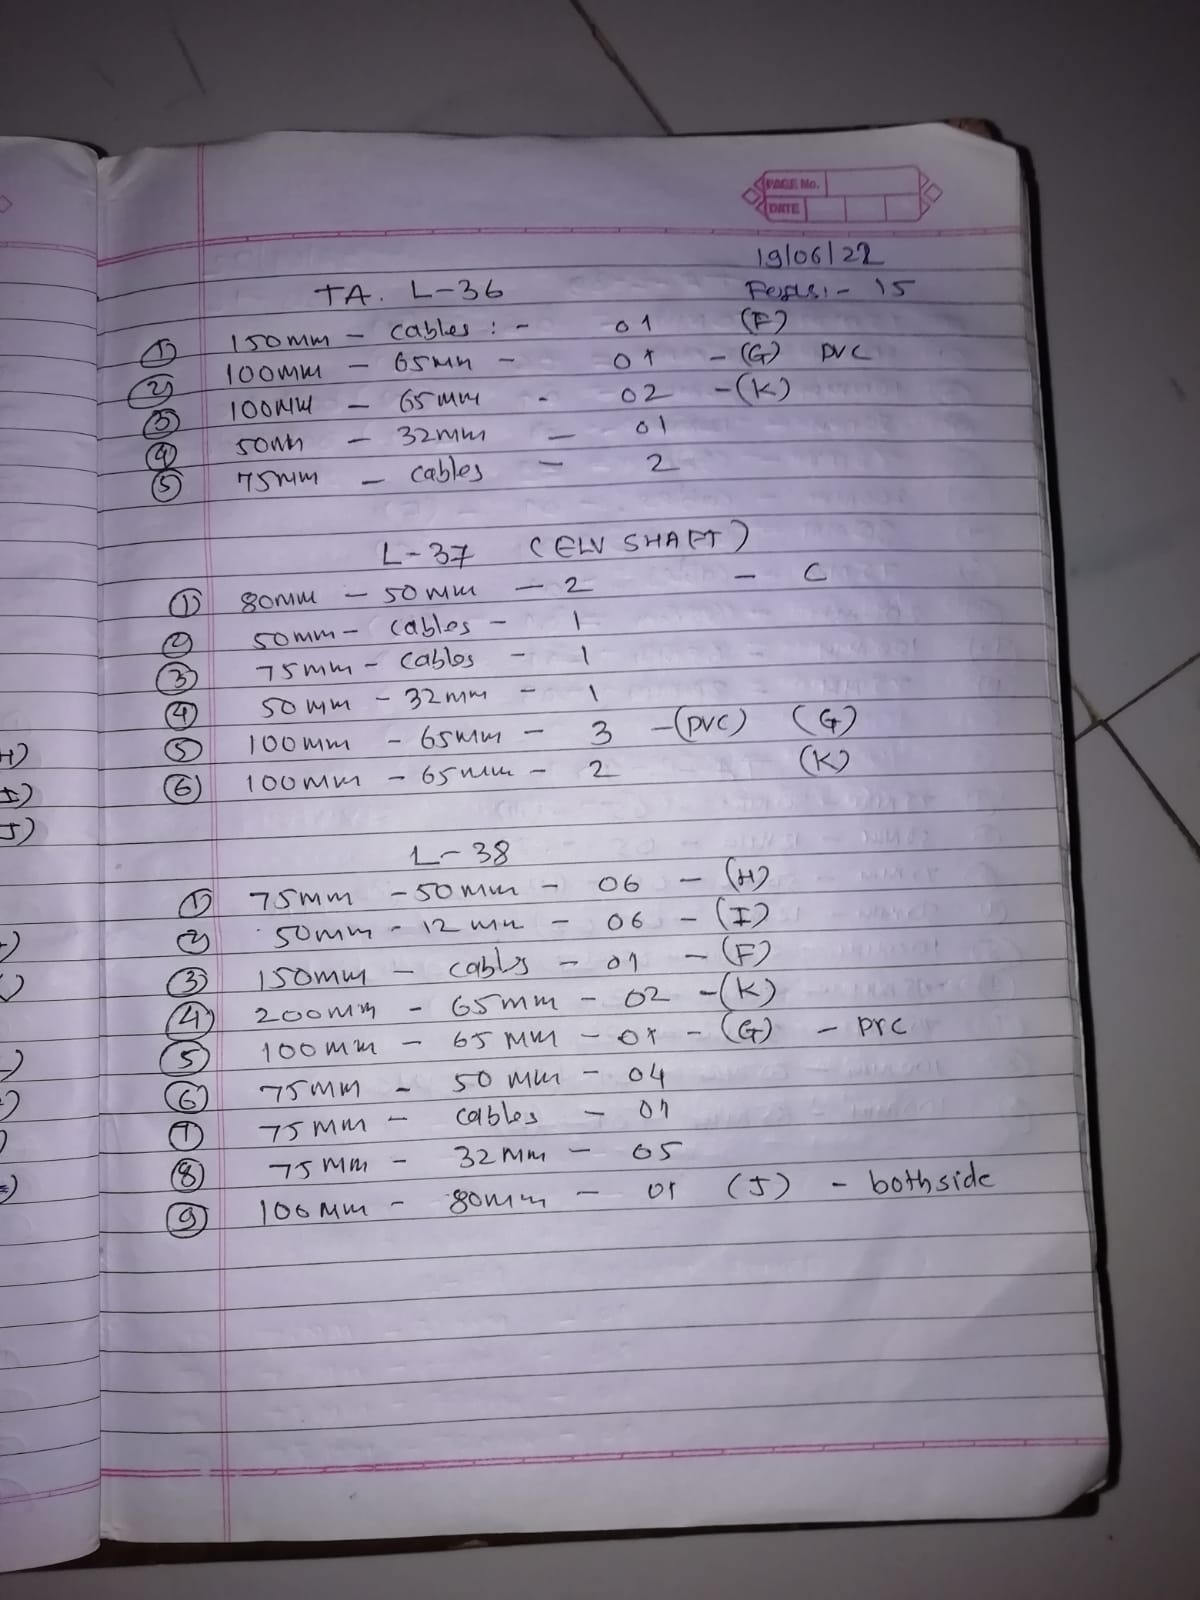 PAGE No.
DATE
19/06/22
TA. L-36 - 15
① 150mm - cables : - 01 (F)
② 100mm - 65mm - 01 - (G) PVC
③ 100mm - 65mm - 02 - (K)
④ 50mm - 32mm - 01
⑤ 75mm - cables - 2
L-37 (ELV SHAFT)
① 80mm - 50mm - 2 - C
② 50mm - cables - 1
③ 75mm - cables - 1
④ 50mm - 32mm - 1
⑤ 100mm - 65mm - 3 - (PVC) (G)
⑥ 100mm - 65mm - 2 (K)
L-38
① 75mm - 50mm - 06 - (H)
② 50mm - 12mm - 06 - (I)
③ 150mm - cables - 01 - (F)
④ 200mm - 65mm - 02 - (K)
⑤ 100mm - 65mm - 01 - (G) - PVC
⑥ 75mm - 50mm - 04
⑦ 75mm - cables - 01
⑧ 75mm - 32mm - 05
⑨ 100mm - 80mm - 01 (J) - bothside